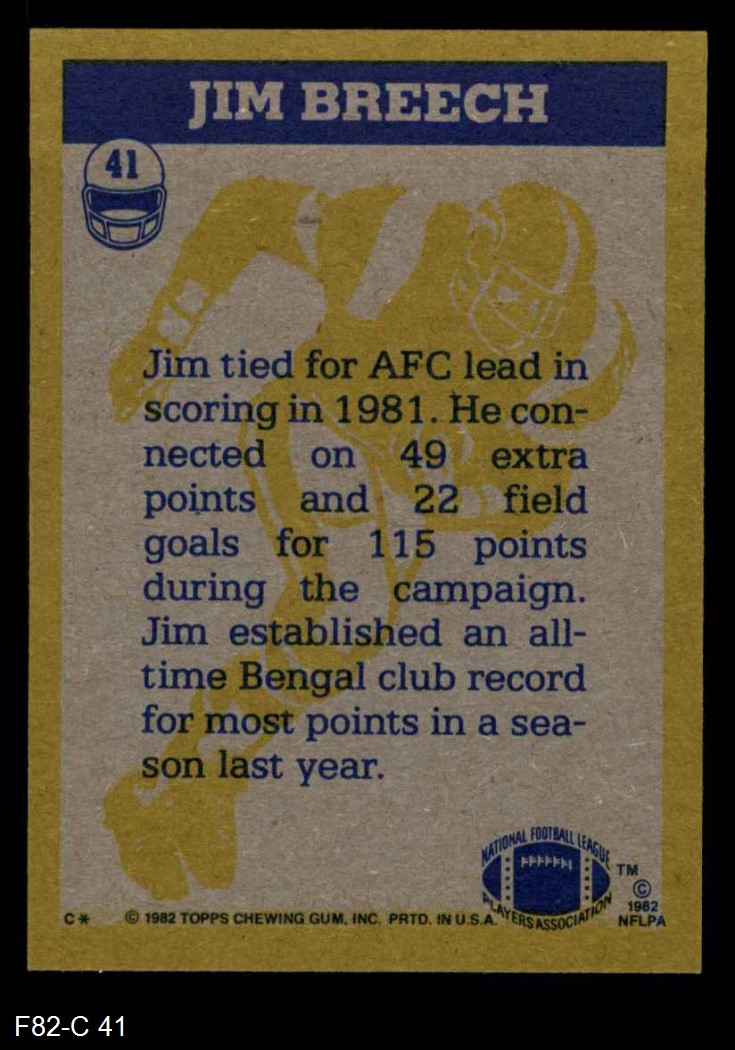 JIM BREECH
41
Jim tied for AFC lead in
scoring in 1981. He con-
nected on 49 extra
points and 22 field
goals for 115 points
during the campaign.
Jim established an all-
time Bengal club record
for most points in a sea-
son last year.
NATIONAL FOOTBALL LEAGUE
PLAYERS ASSOCIATION
TM
©
1982
NFLPA
C* © 1982 TOPPS CHEWING GUM, INC. PRTD. IN U.S.A.
F82-C 41